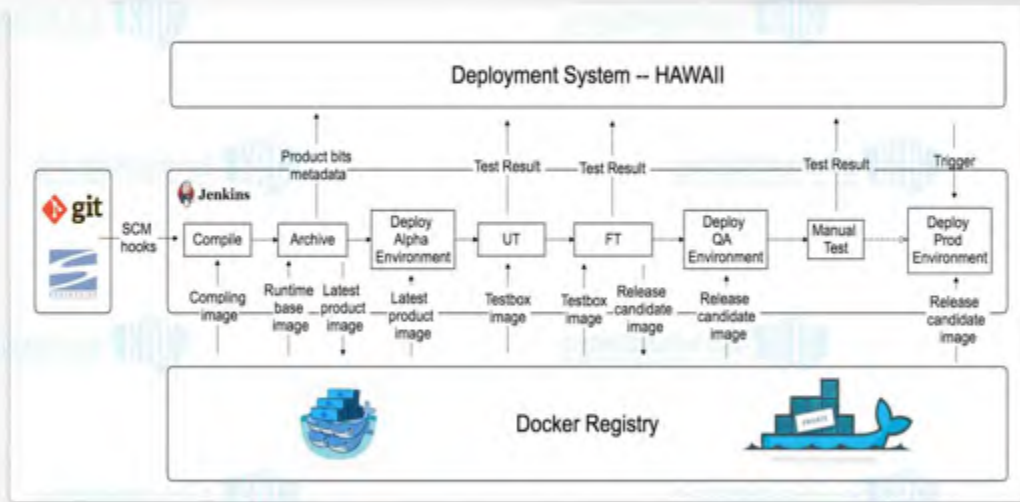 Deployment System -- HAWAII
Product bits
metadata
Test Result
Test Result
Test Result
Trigger
git
SCM
hooks
Jenkins
Compile
Archive
Deploy
Alpha
Environment
UT
FT
Deploy
QA
Environment
Manual
Test
Deploy
Prod
Environment
Compling
image
Runtime
base
image
Latest
product
image
Latest
product
image
Testbox
image
Testbox
image
Release
candidate
image
Release
candidate
image
Release
candidate
image
Docker Registry